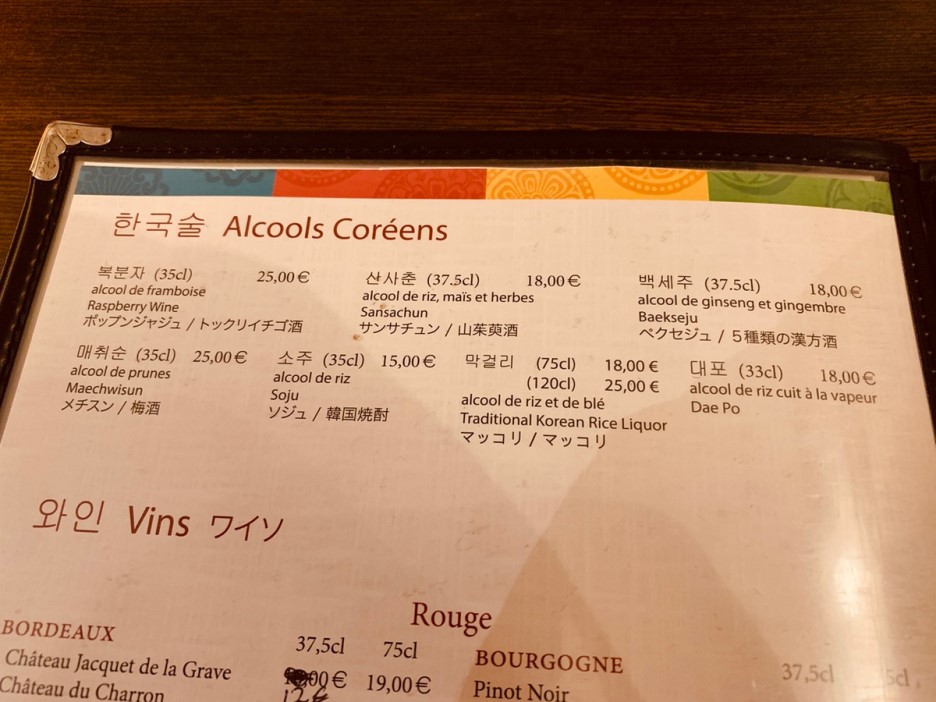 한국술 Alcools Coréens
복분자 (35cl) 25,00 €
alcool de framboise
Raspberry Wine
ポップンジャジュ / トックリイチゴ酒
산사춘 (37.5cl) 18,00 €
alcool de riz, maïs et herbes
Sansachun
サンサチュン / 山茱萸酒
백세주 (37.5cl) 18,00 €
alcool de ginseng et gingembre
Baekseju
ペクセジュ / 5種類の漢方酒
매취순 (35cl) 25,00 €
alcool de prunes
Maechwisun
メチスン / 梅酒
소주 (35cl) 15,00 €
alcool de riz
Soju
ソジュ / 韓国焼酎
막걸리 (75cl) 18,00 €
(120cl) 25,00 €
alcool de riz et de blé
Traditional Korean Rice Liquor
マッコリ / マッコリ
대포 (33cl) 18,00 €
alcool de riz cuit à la vapeur
Dae Po
와인 Vins ワイソ
Rouge
BORDEAUX 37,5cl 75cl
Château Jacquet de la Grave 00 € 19,00 €
12€
Château du Charron
BOURGOGNE 37,5cl
Pinot Noir